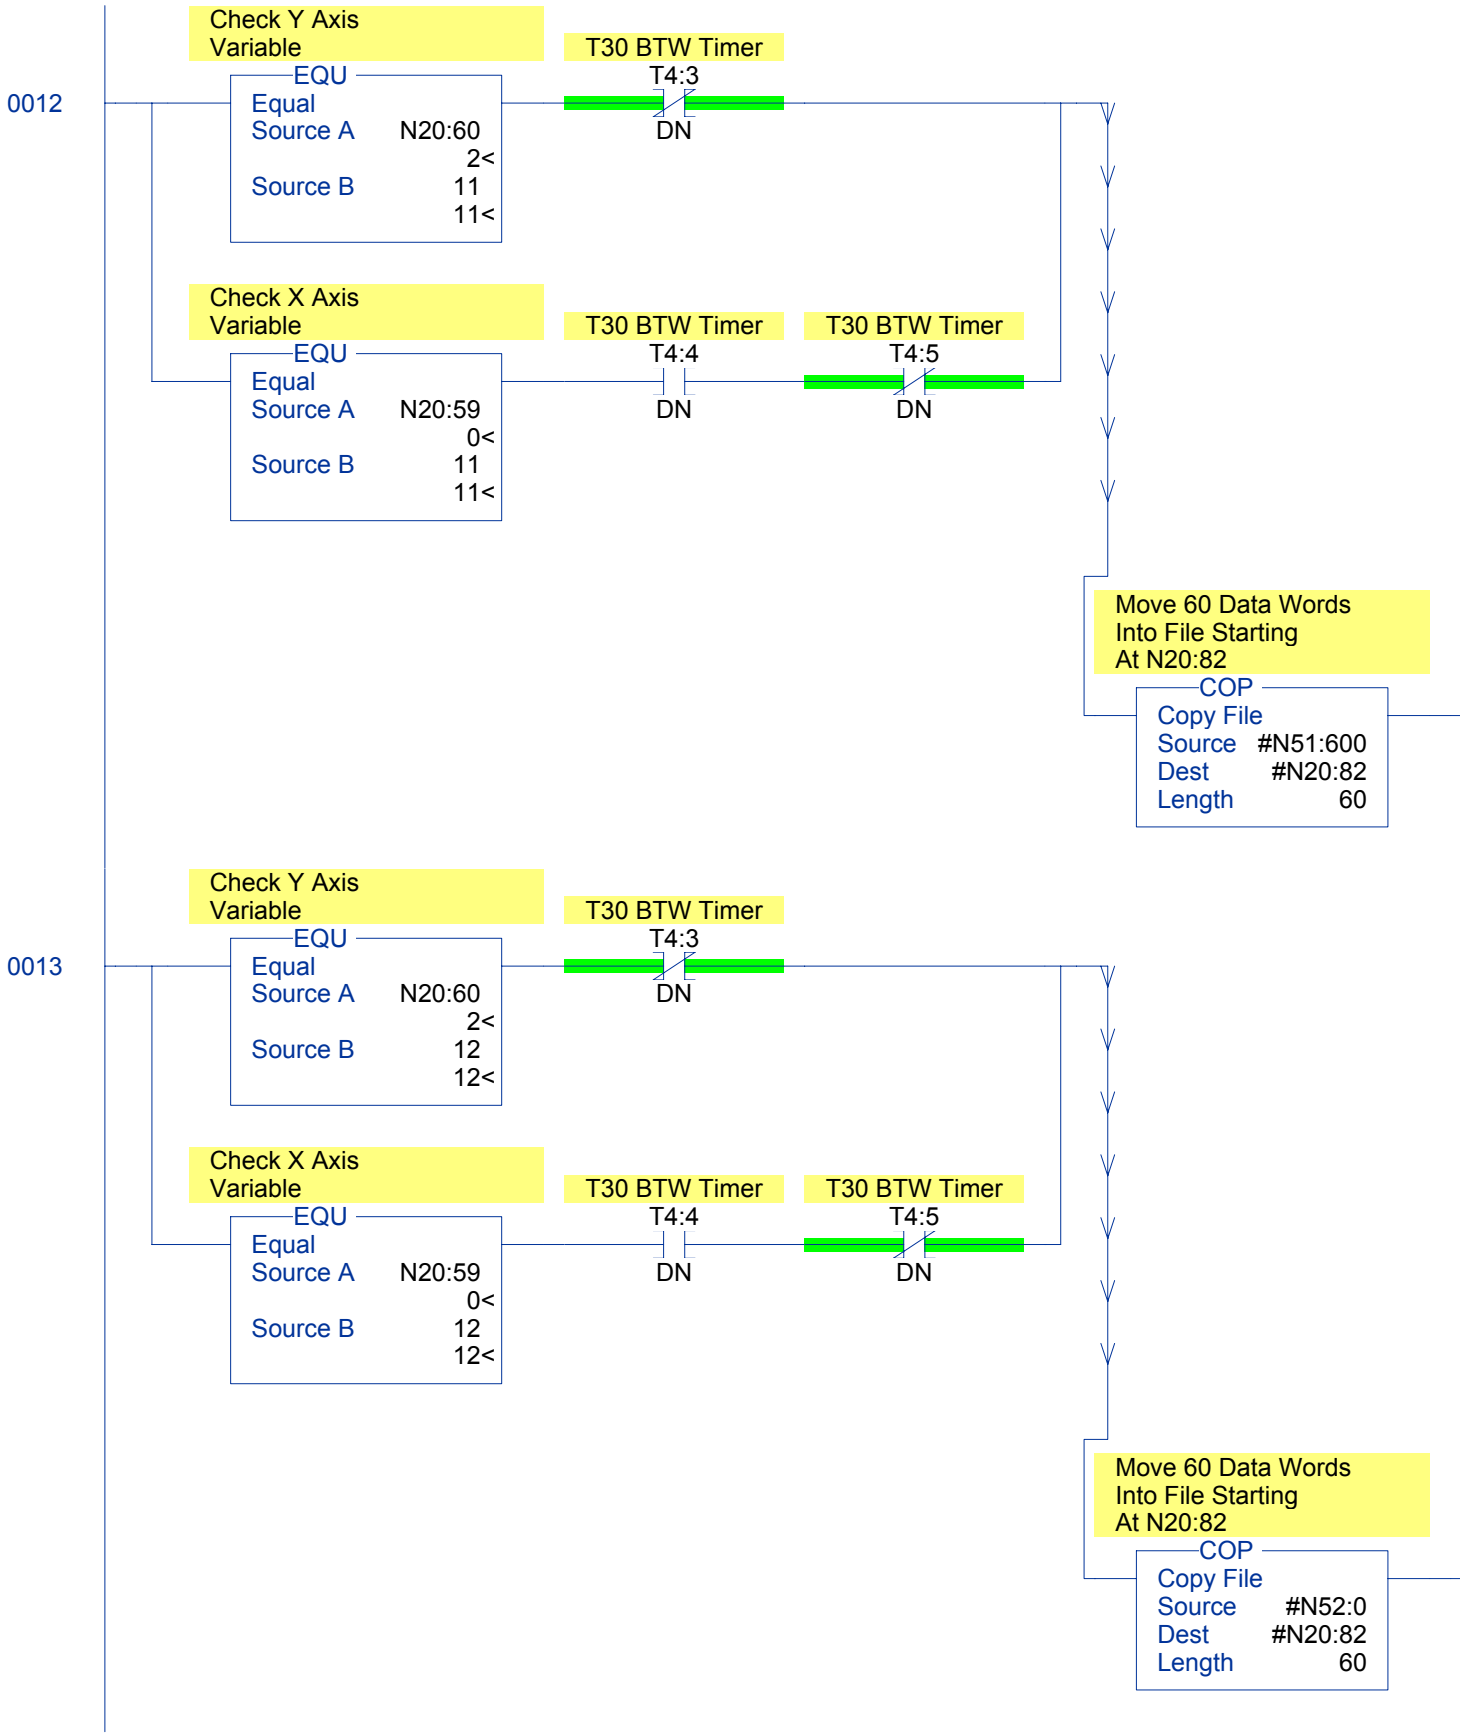 Check Y Axis
Variable
T30 BTW Timer
EQU
T4:3
0012
Equal
DN
Source A N20:60
2<
Source B 11
11<
Check X Axis
Variable
T30 BTW Timer T30 BTW Timer
EQU
T4:4 T4:5
Equal
DN DN
Source A N20:59
0<
Source B 11
11<
Move 60 Data Words
Into File Starting
At N20:82
COP
Copy File
Source #N51:600
Dest #N20:82
Length 60
Check Y Axis
Variable
T30 BTW Timer
EQU
T4:3
0013
Equal
DN
Source A N20:60
2<
Source B 12
12<
Check X Axis
Variable
T30 BTW Timer T30 BTW Timer
EQU
T4:4 T4:5
Equal
DN DN
Source A N20:59
0<
Source B 12
12<
Move 60 Data Words
Into File Starting
At N20:82
COP
Copy File
Source #N52:0
Dest #N20:82
Length 60